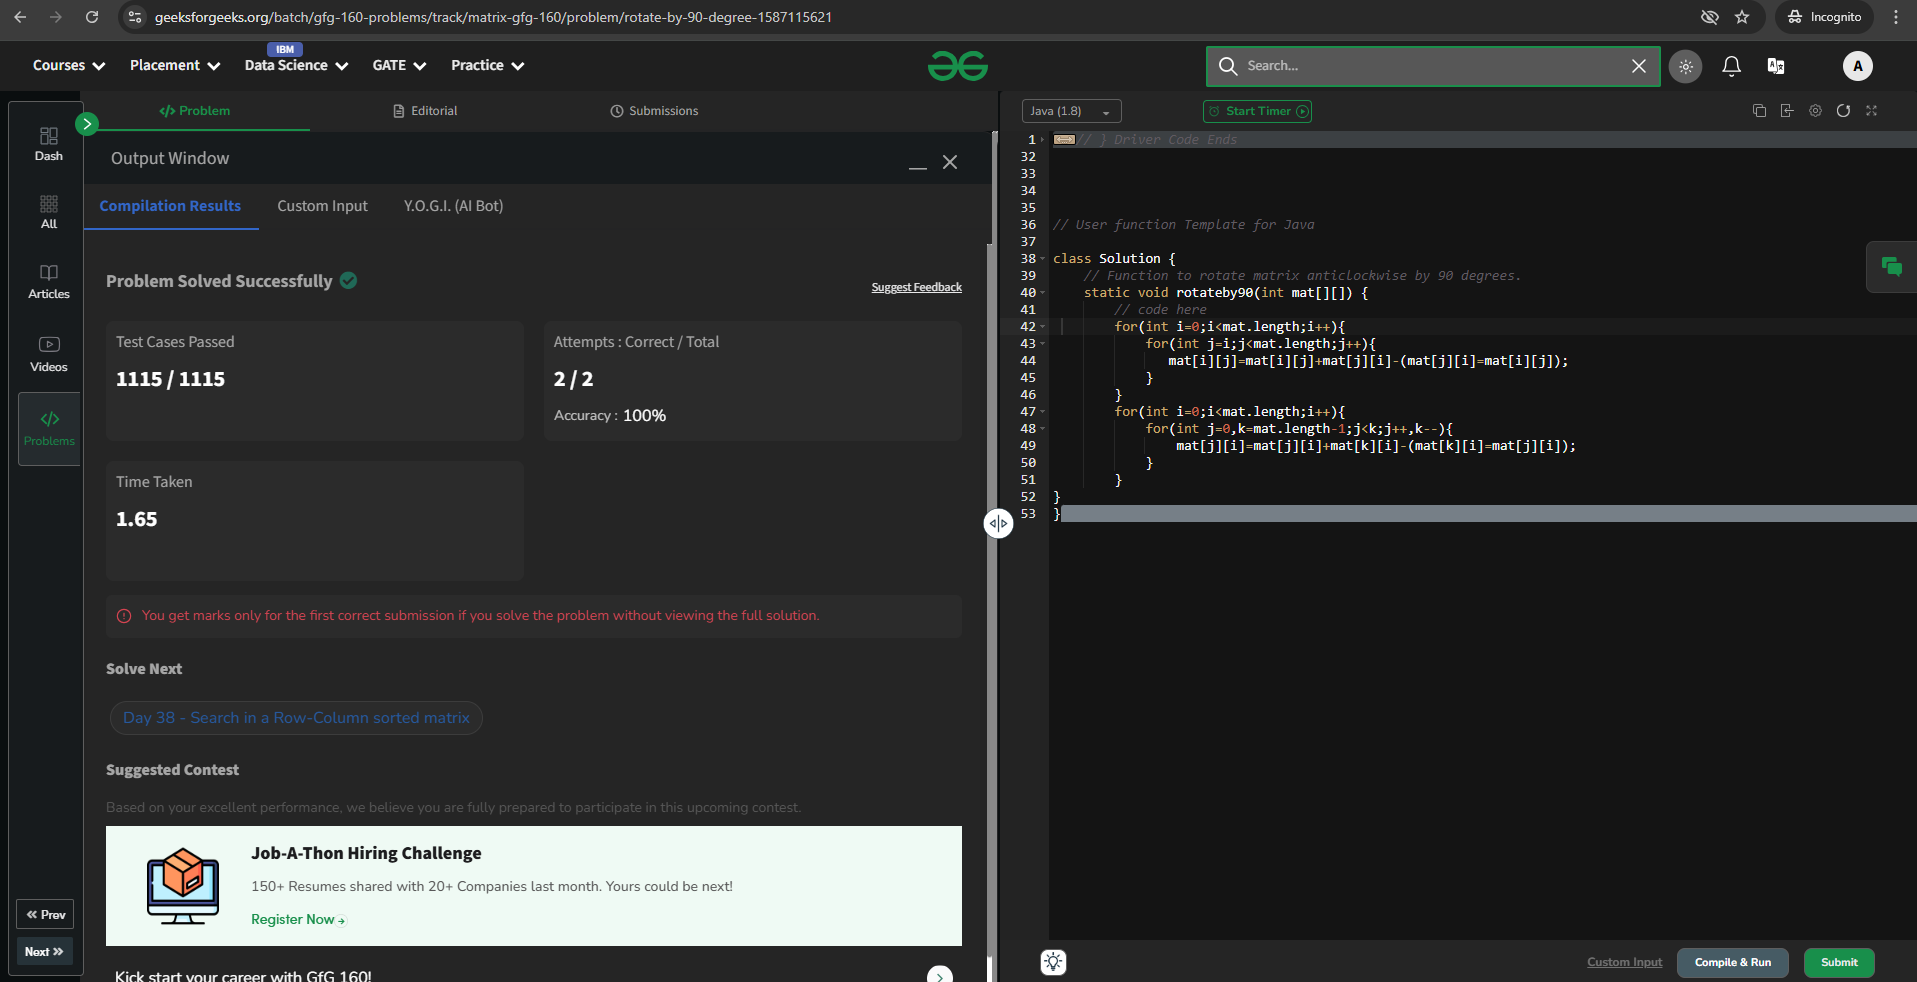 geeksforgeeks.org/batch/gfg-160-problems/track/matrix-gfg-160/problem/rotate-by-90-degree-1587115621
Incognito
Courses
Placement
IBM
Data Science
GATE
Practice
Search...
A
Dash
All
Articles
Videos
Problems
« Prev
Next »
</> Problem
Editorial
Submissions
Output Window
Compilation Results
Custom Input
Y.O.G.I. (AI Bot)
Problem Solved Successfully
Suggest Feedback
Test Cases Passed
1115 / 1115
Attempts : Correct / Total
2 / 2
Accuracy : 100%
Time Taken
1.65
You get marks only for the first correct submission if you solve the problem without viewing the full solution.
Solve Next
Day 38 - Search in a Row-Column sorted matrix
Suggested Contest
Based on your excellent performance, we believe you are fully prepared to participate in this upcoming contest.
Job-A-Thon Hiring Challenge
150+ Resumes shared with 20+ Companies last month. Yours could be next!
Register Now→
Kick start your career with GfG 160!
Java (1.8)
Start Timer
1 // } Driver Code Ends
32
33
34
35
36 // User function Template for Java
37
38 class Solution {
39     // Function to rotate matrix anticlockwise by 90 degrees.
40     static void rotateby90(int mat[][]) {
41         // code here
42         for(int i=0;i<mat.length;i++){
43             for(int j=i;j<mat.length;j++){
44                mat[i][j]=mat[i][j]+mat[j][i]-(mat[j][i]=mat[i][j]);
45             }
46         }
47         for(int i=0;i<mat.length;i++){
48             for(int j=0,k=mat.length-1;j<k;j++,k--){
49                 mat[j][i]=mat[j][i]+mat[k][i]-(mat[k][i]=mat[j][i]);
50             }
51         }
52 }
53 }
Custom Input
Compile & Run
Submit